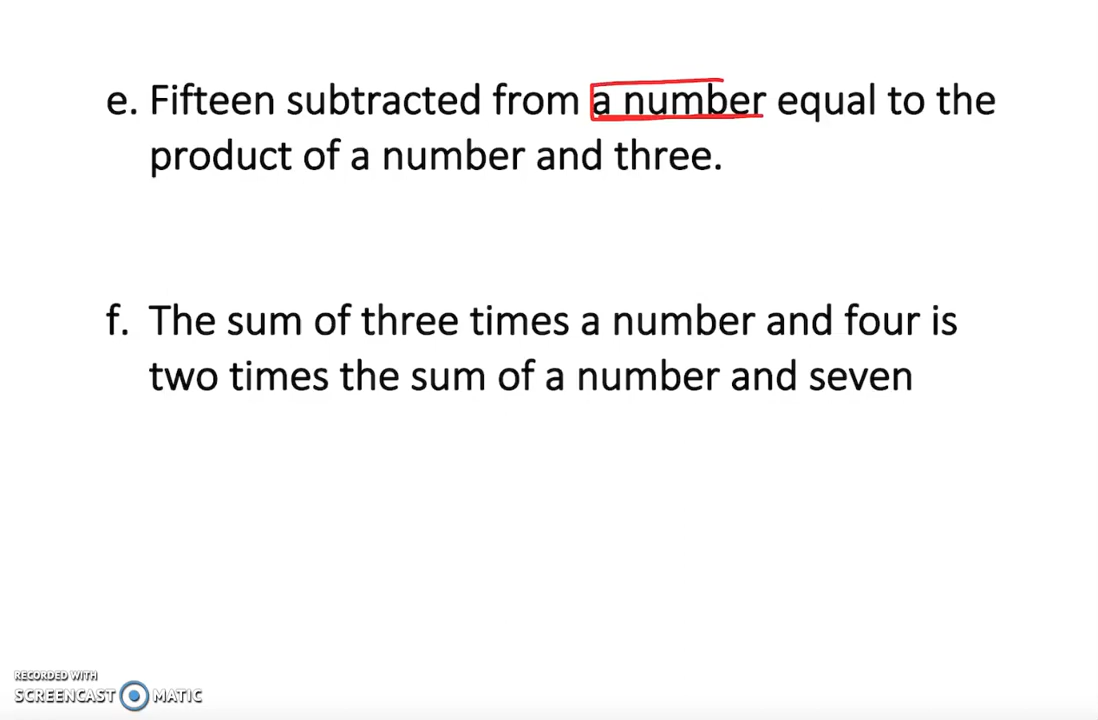 e. Fifteen subtracted from a number equal to the
product of a number and three.
f. The sum of three times a number and four is
two times the sum of a number and seven
RECORDED WITH
SCREENCAST MATIC